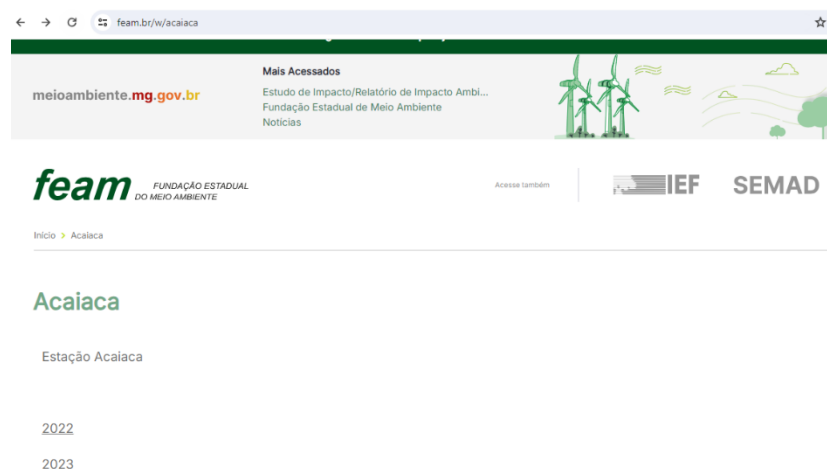 feam.br/w/acaiaca
Mais Acessados
meioambiente.mg.gov.br
Estudo de Impacto/Relatório de Impacto Ambi...
Fundação Estadual de Meio Ambiente
Notícias
feam FUNDAÇÃO ESTADUAL
DO MEIO AMBIENTE
Acesse também
IEF
SEMAD
Início > Acaiaca
Acaiaca
Estação Acaiaca
2022
2023